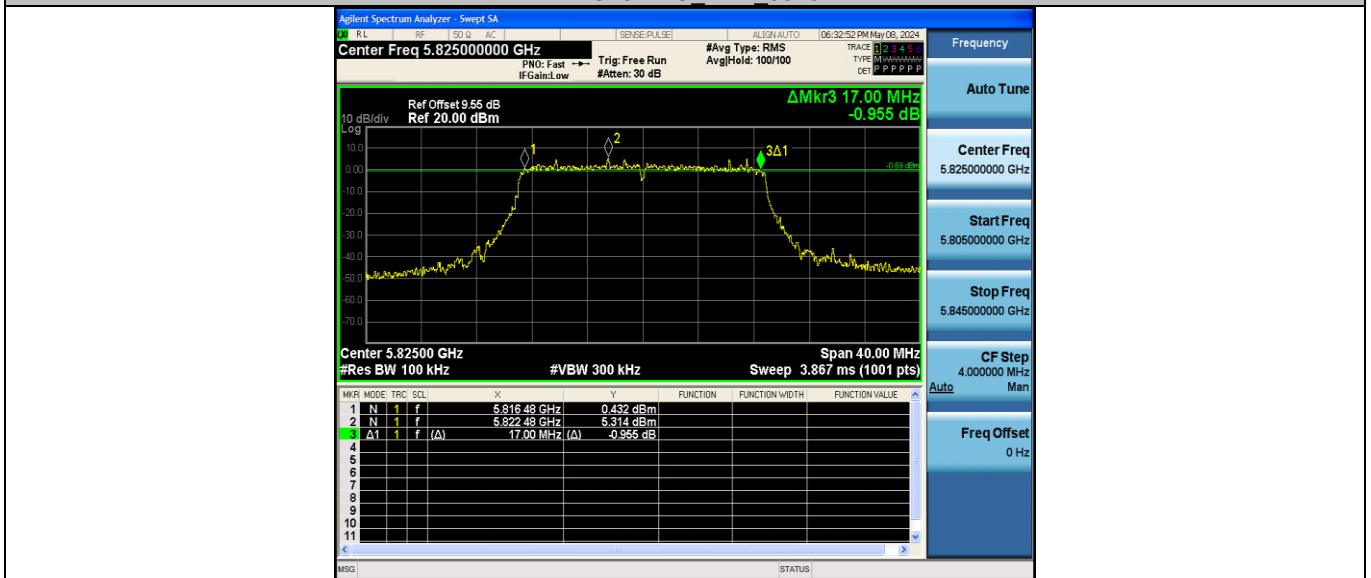 Agilent Spectrum Analyzer - Swept SA
RL RF 50 Ω AC SENSE:PULSE ALIGN AUTO 06:32:52 PM May 08, 2024
Center Freq 5.825000000 GHz
PNO: Fast
IFGain:Low
Trig: Free Run
#Atten: 30 dB
#Avg Type: RMS
Avg|Hold: 100/100
TRACE 1 2 3 4 5 6
TYPE M W W W W W
DET P P P P P P
Frequency
Auto Tune
Center Freq
5.825000000 GHz
Start Freq
5.805000000 GHz
Stop Freq
5.845000000 GHz
CF Step
4.000000 MHz
Auto Man
Freq Offset
0 Hz
ΔMkr3 17.00 MHz
-0.955 dB
Ref Offset 9.55 dB
10 dB/div Ref 20.00 dBm
Log
10.0
0.00
-10.0
-20.0
-30.0
-40.0
-50.0
-60.0
-70.0
1
2
3Δ1
-0.69 dBm
Center 5.82500 GHz Span 40.00 MHz
#Res BW 100 kHz #VBW 300 kHz Sweep 3.867 ms (1001 pts)
MKR MODE TRC SCL X Y FUNCTION FUNCTION WIDTH FUNCTION VALUE
1 N 1 f 5.816 48 GHz 0.432 dBm
2 N 1 f 5.822 48 GHz 5.314 dBm
3 Δ1 1 f (Δ) 17.00 MHz (Δ) -0.955 dB
4
5
6
7
8
9
10
11
MSG STATUS